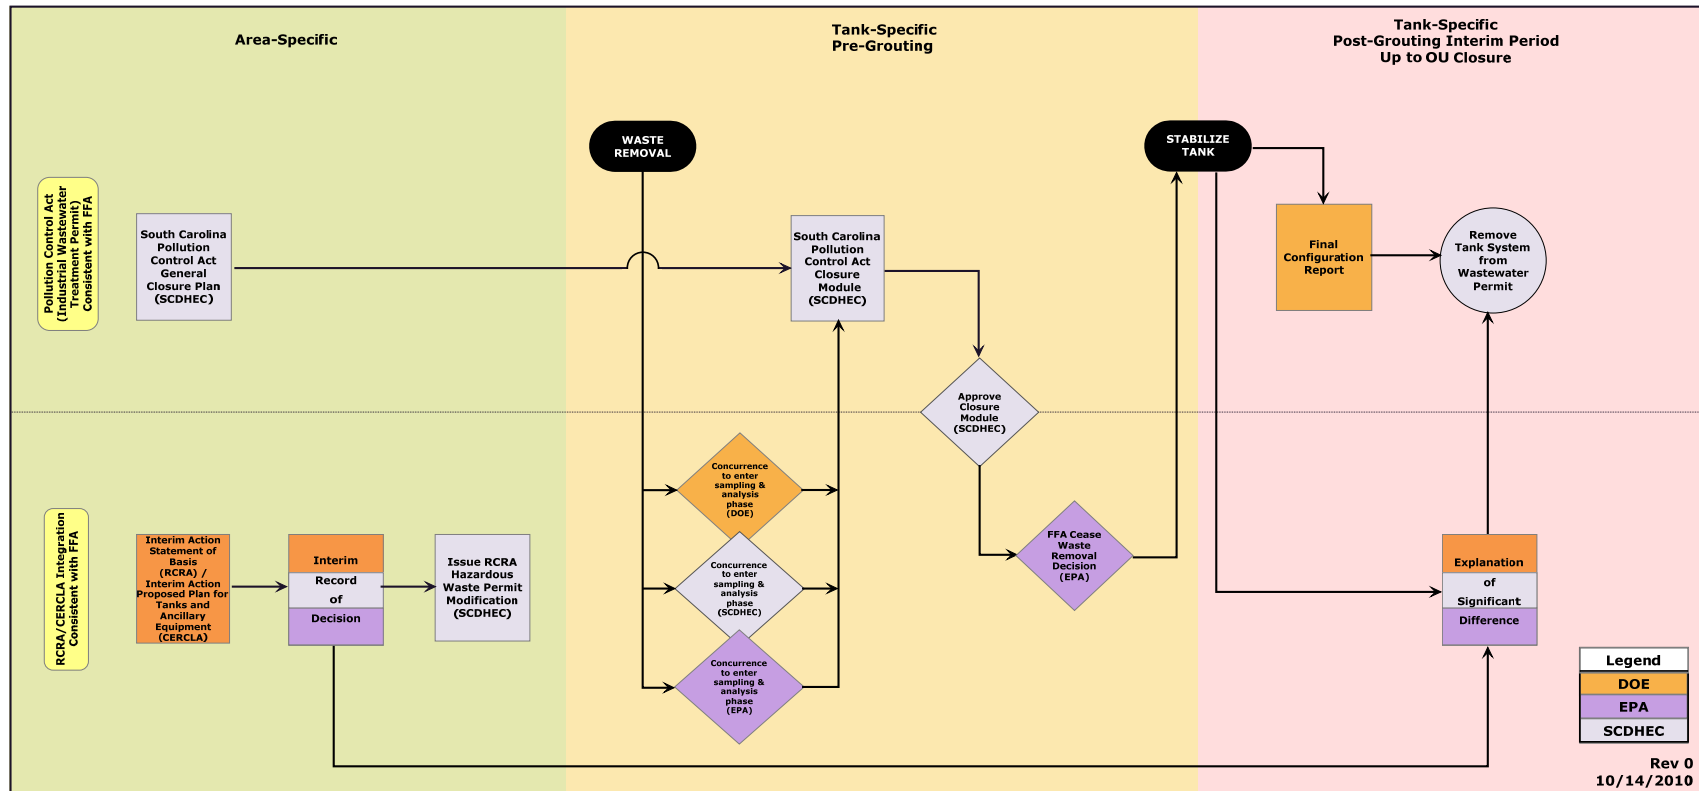 Area-Specific
Tank-Specific
Pre-Grouting
Tank-Specific
Post-Grouting Interim Period
Up to OU Closure
Pollution Control Act
(Industrial Wastewater
Treatment Permit)
Consistent with FFA
South Carolina
Pollution
Control Act
General
Closure Plan
(SCDHEC)
WASTE
REMOVAL
South Carolina
Pollution
Control Act
Closure
Module
(SCDHEC)
Approve
Closure
Module
(SCDHEC)
STABILIZE
TANK
Final
Configuration
Report
Remove
Tank System
from
Wastewater
Permit
RCRA/CERCLA Integration
Consistent with FFA
Interim Action
Statement of
Basis
(RCRA) /
Interim Action
Proposed Plan for
Tanks and
Ancillary
Equipment
(CERCLA)
Interim
Record
of
Decision
Issue RCRA
Hazardous
Waste Permit
Modification
(SCDHEC)
Concurrence
to enter
sampling &
analysis
phase
(DOE)
Concurrence
to enter
sampling &
analysis
phase
(SCDHEC)
Concurrence
to enter
sampling &
analysis
phase
(EPA)
FFA Cease
Waste
Removal
Decision
(EPA)
Explanation
of
Significant
Difference
Legend
DOE
EPA
SCDHEC
Rev 0
10/14/2010